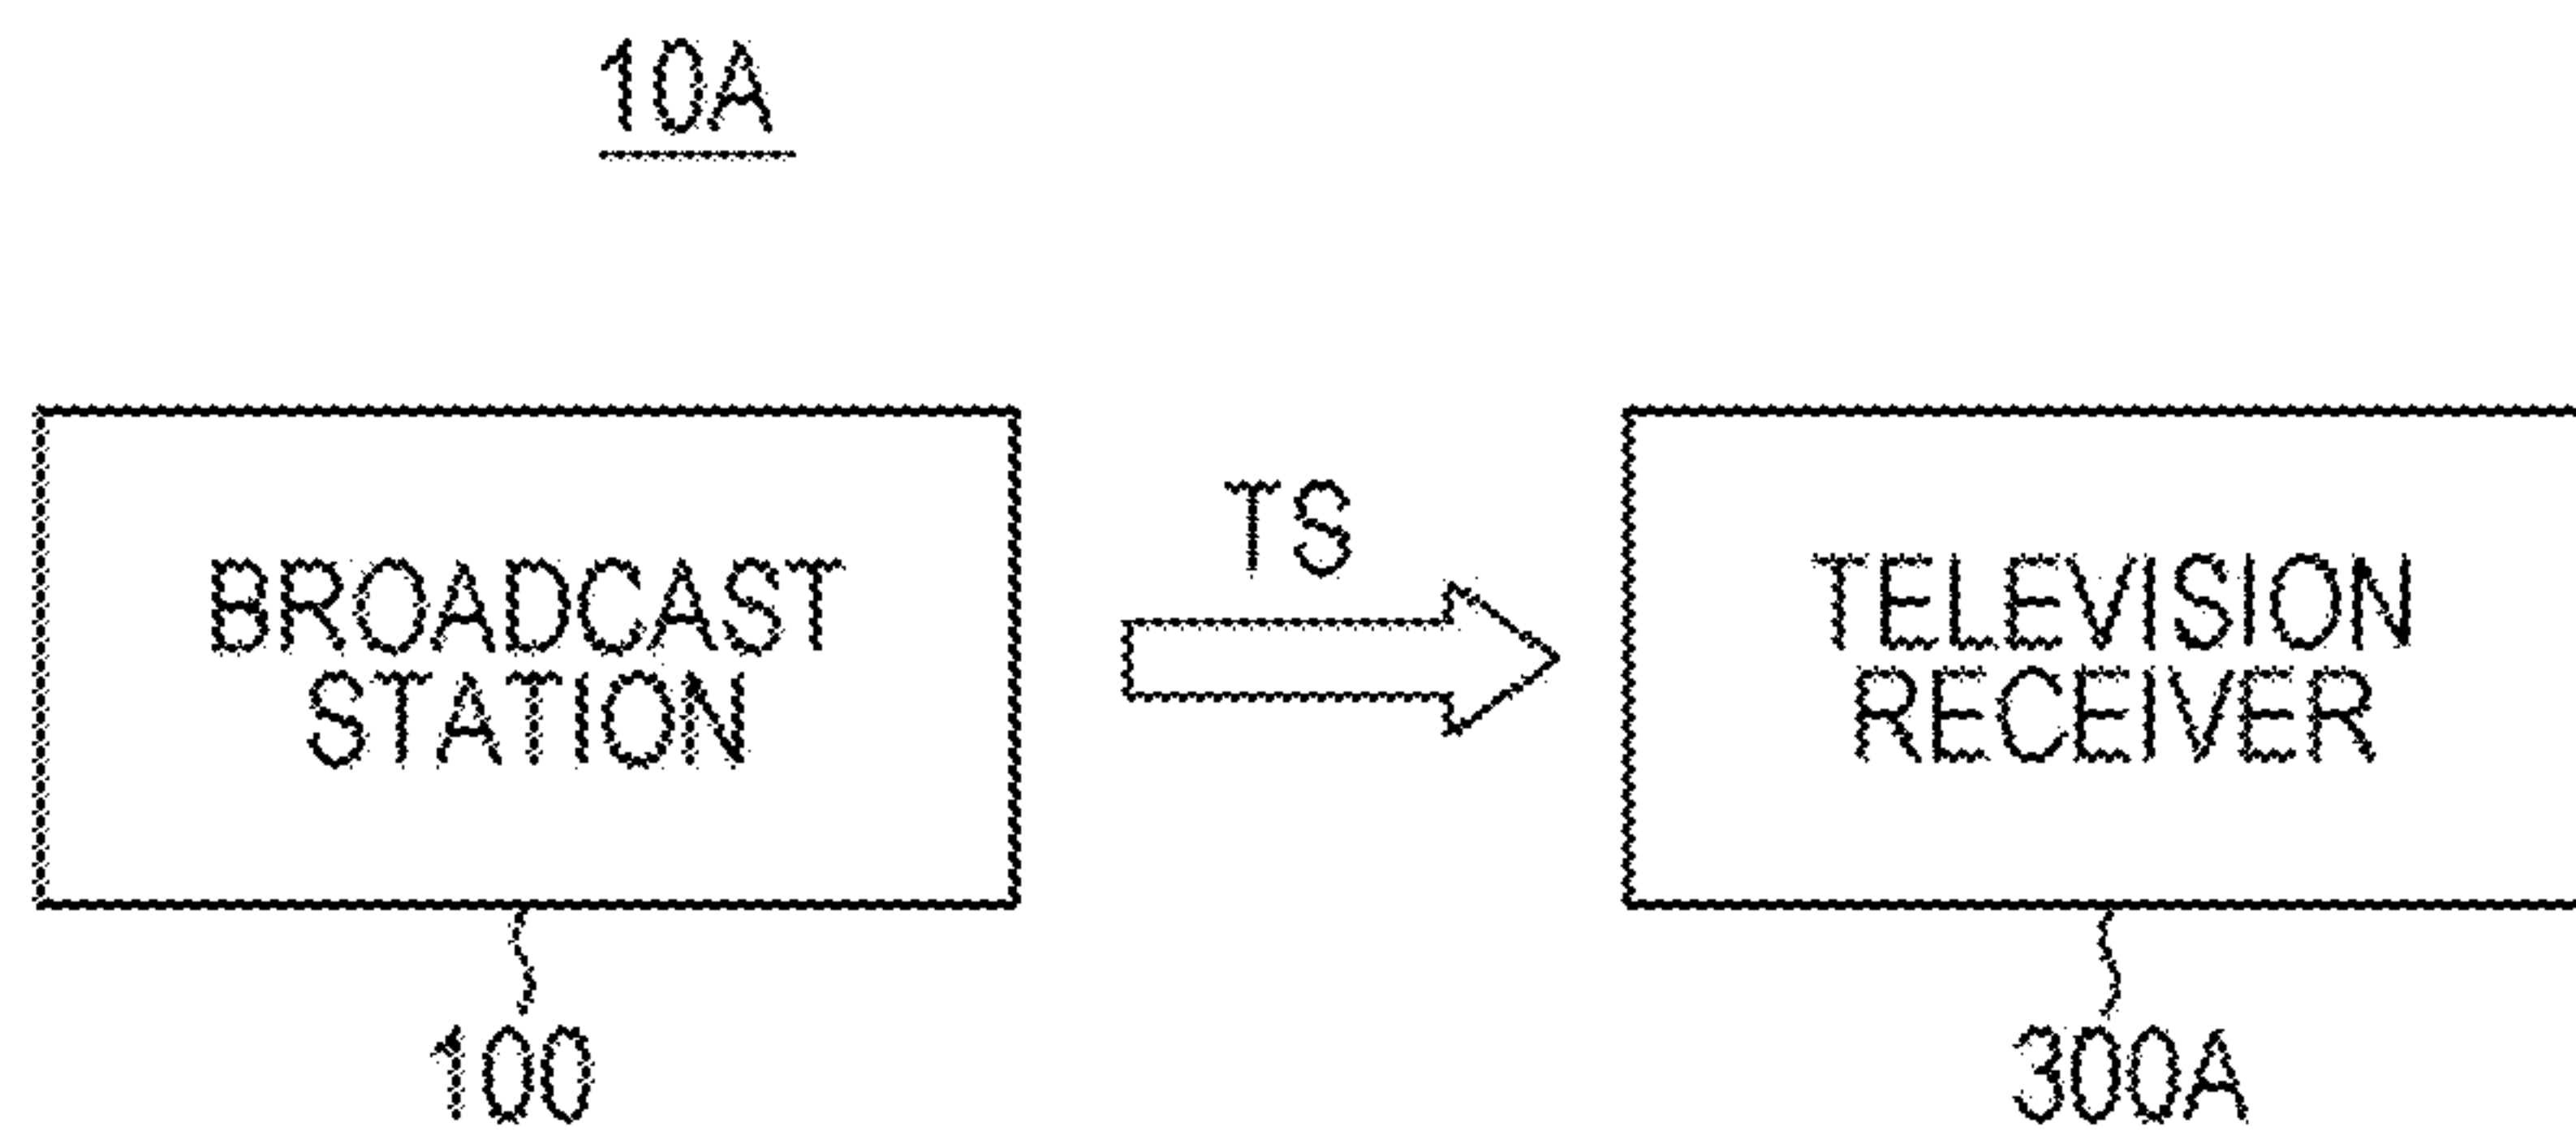 10A
BROADCAST
STATION
TS
TELEVISION
RECEIVER
100
300A